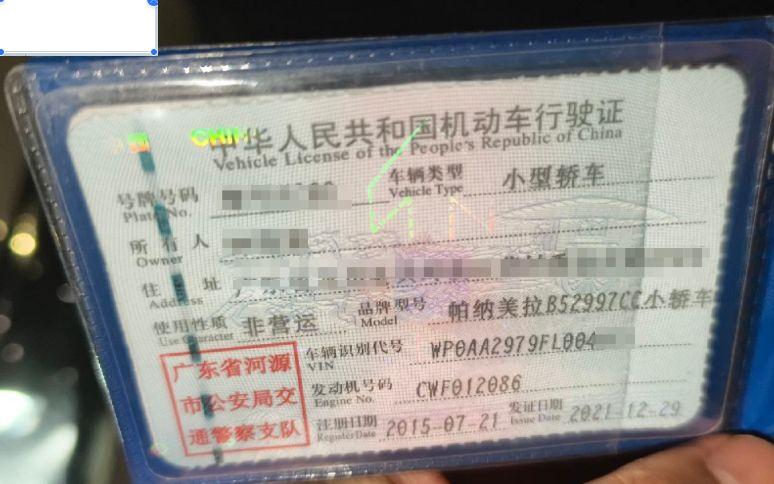 中华人民共和国机动车行驶证
Vehicle License of the People's Republic of China
号牌号码 Plate No.
车辆类型 Vehicle Type 小型轿车
所有人 Owner
住址 Address
使用性质 Use Character 非营运
品牌型号 Model 帕纳美拉B52997CC小轿车
车辆识别代号 VIN WP0AA2979FL004
发动机号码 Engine No. CWF012086
注册日期 Register Date 2015-07-21
发证日期 Issue Date 2021-12-29
广东省河源
市公安局交
通警察支队